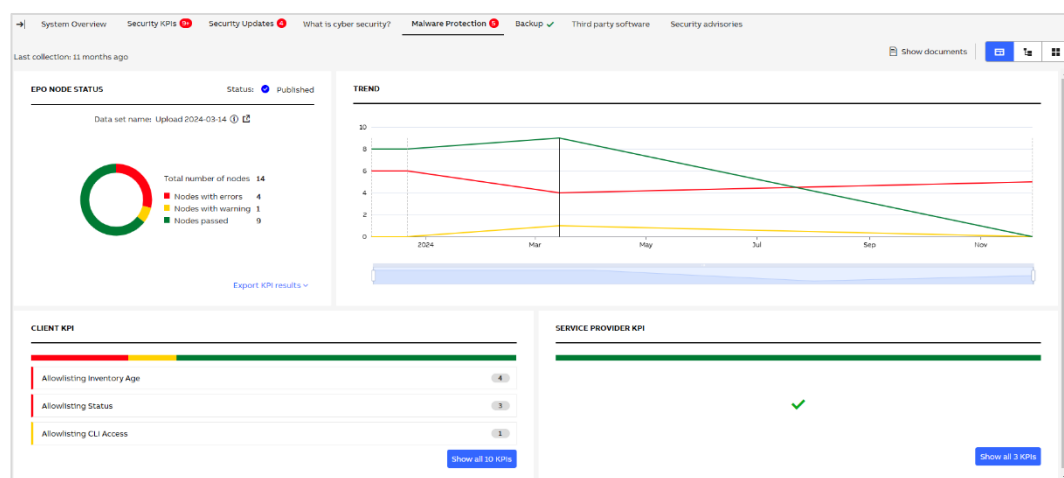 System Overview Security KPIs 9+ Security Updates 4 What is cyber security? Malware Protection 5 Backup Third party software Security advisories
Last collection: 11 months ago
Show documents
EPO NODE STATUS
Status: Published
Data set name: Upload 2024-03-14
Total number of nodes 14
Nodes with errors 4
Nodes with warning 1
Nodes passed 9
Export KPI results
TREND
10
8
6
4
2
0
2024 Mar May Jul Sep Nov
CLIENT KPI
Allowlisting Inventory Age 4
Allowlisting Status 3
Allowlisting CLI Access 1
Show all 10 KPIs
SERVICE PROVIDER KPI
Show all 3 KPIs